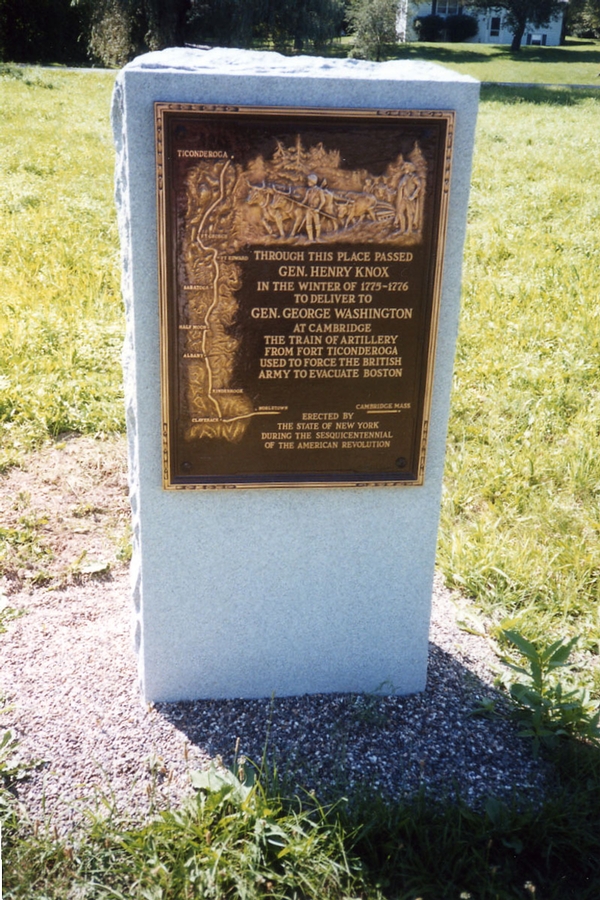 TICONDEROGA
FT. GEORGE
FT. EDWARD
SARATOGA
HALF MOON
ALBANY
KINDERHOOK
CLAVERACK
NOBLETOWN
CAMBRIDGE MASS
THROUGH THIS PLACE PASSED
GEN. HENRY KNOX
IN THE WINTER OF 1775-1776
TO DELIVER TO
GEN. GEORGE WASHINGTON
AT CAMBRIDGE
THE TRAIN OF ARTILLERY
FROM FORT TICONDEROGA
USED TO FORCE THE BRITISH
ARMY TO EVACUATE BOSTON
ERECTED BY
THE STATE OF NEW YORK
DURING THE SESQUICENTENNIAL
OF THE AMERICAN REVOLUTION